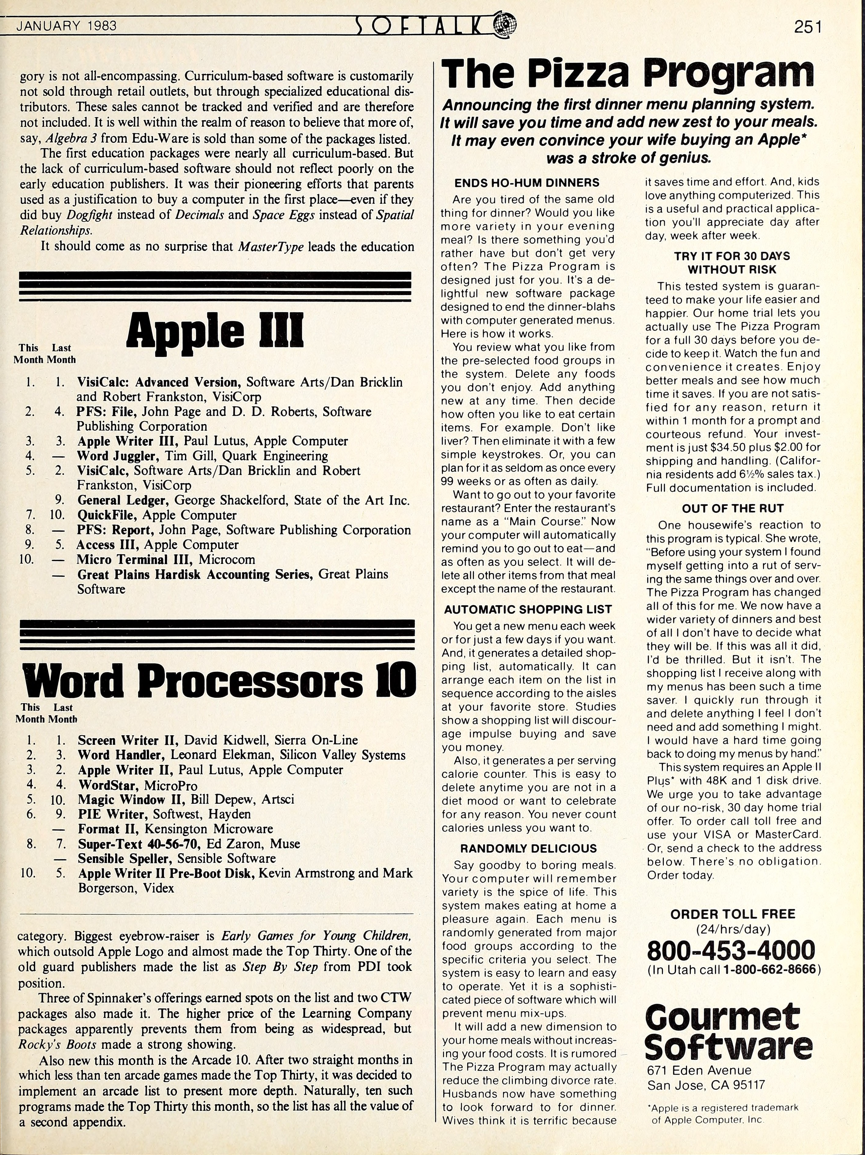 JANUARY 1983
SOFTALK
251
gory is not all-encompassing. Curriculum-based software is customarily
not sold through retail outlets, but through specialized educational dis-
tributors. These sales cannot be tracked and verified and are therefore
not included. It is well within the realm of reason to believe that more of,
say, Algebra 3 from Edu-Ware is sold than some of the packages listed.
The first education packages were nearly all curriculum-based. But
the lack of curriculum-based software should not reflect poorly on the
early education publishers. It was their pioneering efforts that parents
used as a justification to buy a computer in the first place—even if they
did buy Dogfight instead of Decimals and Space Eggs instead of Spatial
Relationships.
It should come as no surprise that MasterType leads the education
Apple III
This Last
Month Month
1. 1. VisiCalc: Advanced Version, Software Arts/Dan Bricklin
and Robert Frankston, VisiCorp
2. 4. PFS: File, John Page and D. D. Roberts, Software
Publishing Corporation
3. 3. Apple Writer III, Paul Lutus, Apple Computer
4. — Word Juggler, Tim Gill, Quark Engineering
5. 2. VisiCalc, Software Arts/Dan Bricklin and Robert
Frankston, VisiCorp
9. General Ledger, George Shackelford, State of the Art Inc.
7. 10. QuickFile, Apple Computer
8. — PFS: Report, John Page, Software Publishing Corporation
9. 5. Access III, Apple Computer
10. — Micro Terminal III, Microcom
— Great Plains Hardisk Accounting Series, Great Plains
Software
Word Processors 10
This Last
Month Month
1. 1. Screen Writer II, David Kidwell, Sierra On-Line
2. 3. Word Handler, Leonard Elekman, Silicon Valley Systems
3. 2. Apple Writer II, Paul Lutus, Apple Computer
4. 4. WordStar, MicroPro
5. 10. Magic Window II, Bill Depew, Artsci
6. 9. PIE Writer, Softwest, Hayden
— Format II, Kensington Microware
8. 7. Super-Text 40-56-70, Ed Zaron, Muse
— Sensible Speller, Sensible Software
10. 5. Apple Writer II Pre-Boot Disk, Kevin Armstrong and Mark
Borgerson, Videx
category. Biggest eyebrow-raiser is Early Games for Young Children,
which outsold Apple Logo and almost made the Top Thirty. One of the
old guard publishers made the list as Step By Step from PDI took
position.
Three of Spinnaker's offerings earned spots on the list and two CTW
packages also made it. The higher price of the Learning Company
packages apparently prevents them from being as widespread, but
Rocky's Boots made a strong showing.
Also new this month is the Arcade 10. After two straight months in
which less than ten arcade games made the Top Thirty, it was decided to
implement an arcade list to present more depth. Naturally, ten such
programs made the Top Thirty this month, so the list has all the value of
a second appendix.
The Pizza Program
Announcing the first dinner menu planning system.
It will save you time and add new zest to your meals.
It may even convince your wife buying an Apple*
was a stroke of genius.
ENDS HO-HUM DINNERS
Are you tired of the same old
thing for dinner? Would you like
more variety in your evening
meal? Is there something you'd
rather have but don't get very
often? The Pizza Program is
designed just for you. It's a de-
lightful new software package
designed to end the dinner-blahs
with computer generated menus.
Here is how it works.
You review what you like from
the pre-selected food groups in
the system. Delete any foods
you don't enjoy. Add anything
new at any time. Then decide
how often you like to eat certain
items. For example. Don't like
liver? Then eliminate it with a few
simple keystrokes. Or, you can
plan for it as seldom as once every
99 weeks or as often as daily.
Want to go out to your favorite
restaurant? Enter the restaurant's
name as a "Main Course." Now
your computer will automatically
remind you to go out to eat—and
as often as you select. It will de-
lete all other items from that meal
except the name of the restaurant.
AUTOMATIC SHOPPING LIST
You get a new menu each week
or for just a few days if you want.
And, it generates a detailed shop-
ping list, automatically. It can
arrange each item on the list in
sequence according to the aisles
at your favorite store. Studies
show a shopping list will discour-
age impulse buying and save
you money.
Also, it generates a per serving
calorie counter. This is easy to
delete anytime you are not in a
diet mood or want to celebrate
for any reason. You never count
calories unless you want to.
RANDOMLY DELICIOUS
Say goodby to boring meals.
Your computer will remember
variety is the spice of life. This
system makes eating at home a
pleasure again. Each menu is
randomly generated from major
food groups according to the
specific criteria you select. The
system is easy to learn and easy
to operate. Yet it is a sophisti-
cated piece of software which will
prevent menu mix-ups.
It will add a new dimension to
your home meals without increas-
ing your food costs. It is rumored
The Pizza Program may actually
reduce the climbing divorce rate.
Husbands now have something
to look forward to for dinner.
Wives think it is terrific because
it saves time and effort. And, kids
love anything computerized. This
is a useful and practical applica-
tion you'll appreciate day after
day, week after week.
TRY IT FOR 30 DAYS
WITHOUT RISK
This tested system is guaran-
teed to make your life easier and
happier. Our home trial lets you
actually use The Pizza Program
for a full 30 days before you de-
cide to keep it. Watch the fun and
convenience it creates. Enjoy
better meals and see how much
time it saves. If you are not satis-
fied for any reason, return it
within 1 month for a prompt and
courteous refund. Your invest-
ment is just $34.50 plus $2.00 for
shipping and handling. (Califor-
nia residents add 6½% sales tax.)
Full documentation is included.
OUT OF THE RUT
One housewife's reaction to
this program is typical. She wrote,
"Before using your system I found
myself getting into a rut of serv-
ing the same things over and over.
The Pizza Program has changed
all of this for me. We now have a
wider variety of dinners and best
of all I don't have to decide what
they will be. If this was all it did,
I'd be thrilled. But it isn't. The
shopping list I receive along with
my menus has been such a time
saver. I quickly run through it
and delete anything I feel I don't
need and add something I might.
I would have a hard time going
back to doing my menus by hand."
This system requires an Apple II
Plus* with 48K and 1 disk drive.
We urge you to take advantage
of our no-risk, 30 day home trial
offer. To order call toll free and
use your VISA or MasterCard.
Or, send a check to the address
below. There's no obligation.
Order today.
ORDER TOLL FREE
(24/hrs/day)
800-453-4000
(In Utah call 1-800-662-8666)
Gourmet
Software
671 Eden Avenue
San Jose, CA 95117
*Apple is a registered trademark
of Apple Computer, Inc.